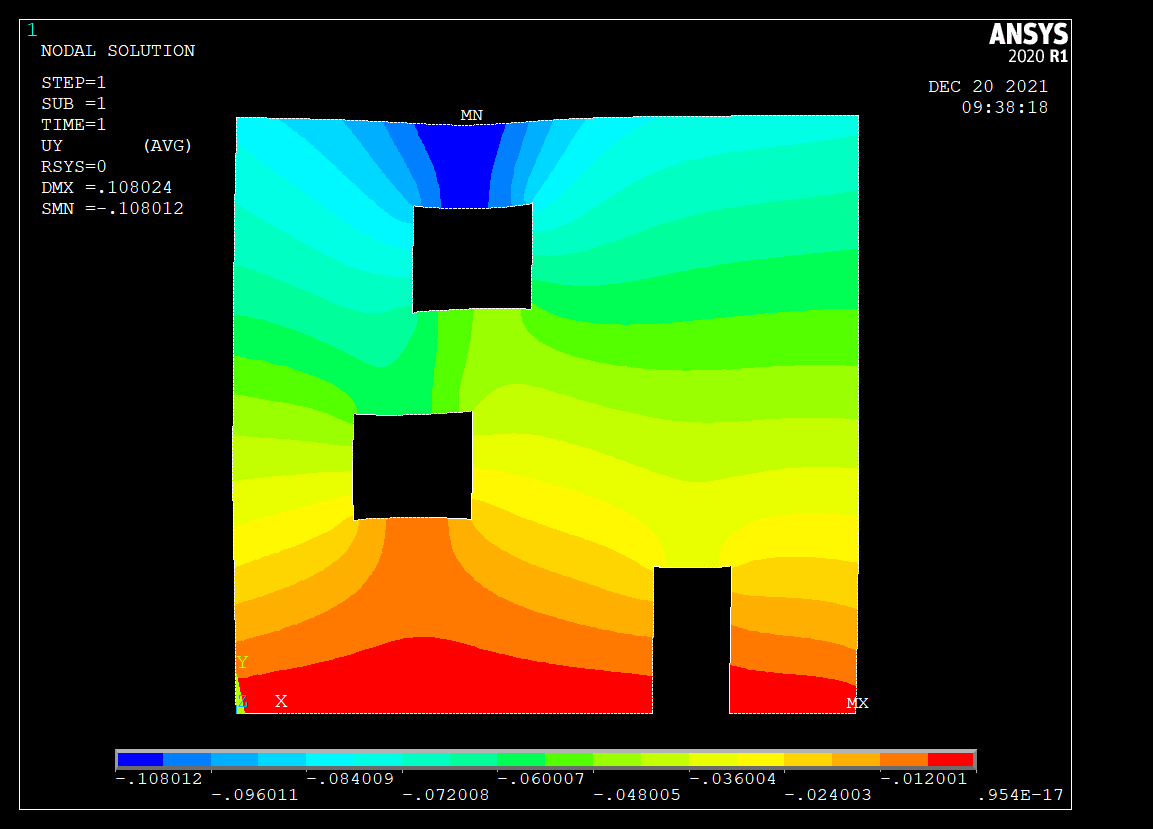 1
NODAL SOLUTION
STEP=1
SUB =1
TIME=1
UY (AVG)
RSYS=0
DMX =.108024
SMN =-.108012
ANSYS
2020 R1
DEC 20 2021
09:38:18
MN
Y
Z X
MX
-.108012 -.084009 -.060007 -.036004 -.012001
-.096011 -.072008 -.048005 -.024003 .954E-17